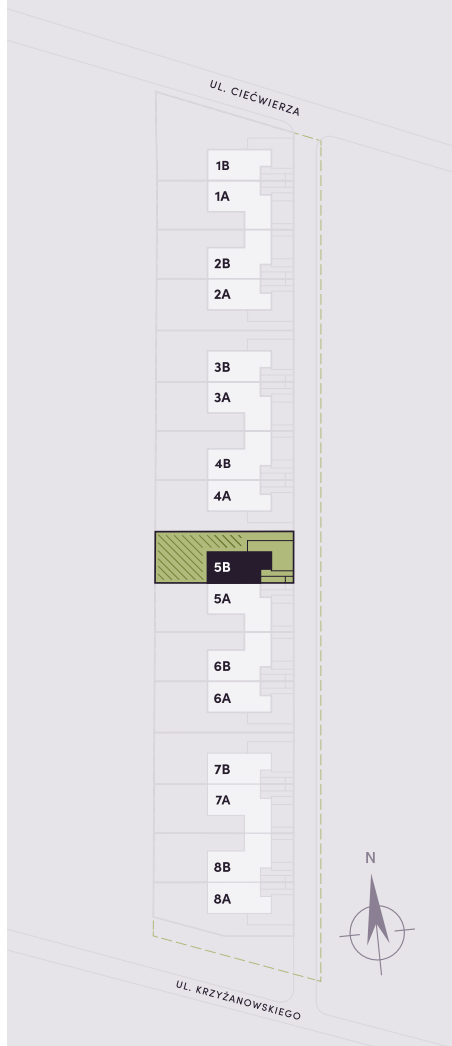 UL. CIEĆWIERZA
1B
1A
2B
2A
3B
3A
4B
4A
5B
5A
6B
6A
7B
7A
8B
8A
N
UL. KRZYŻANOWSKIEGO